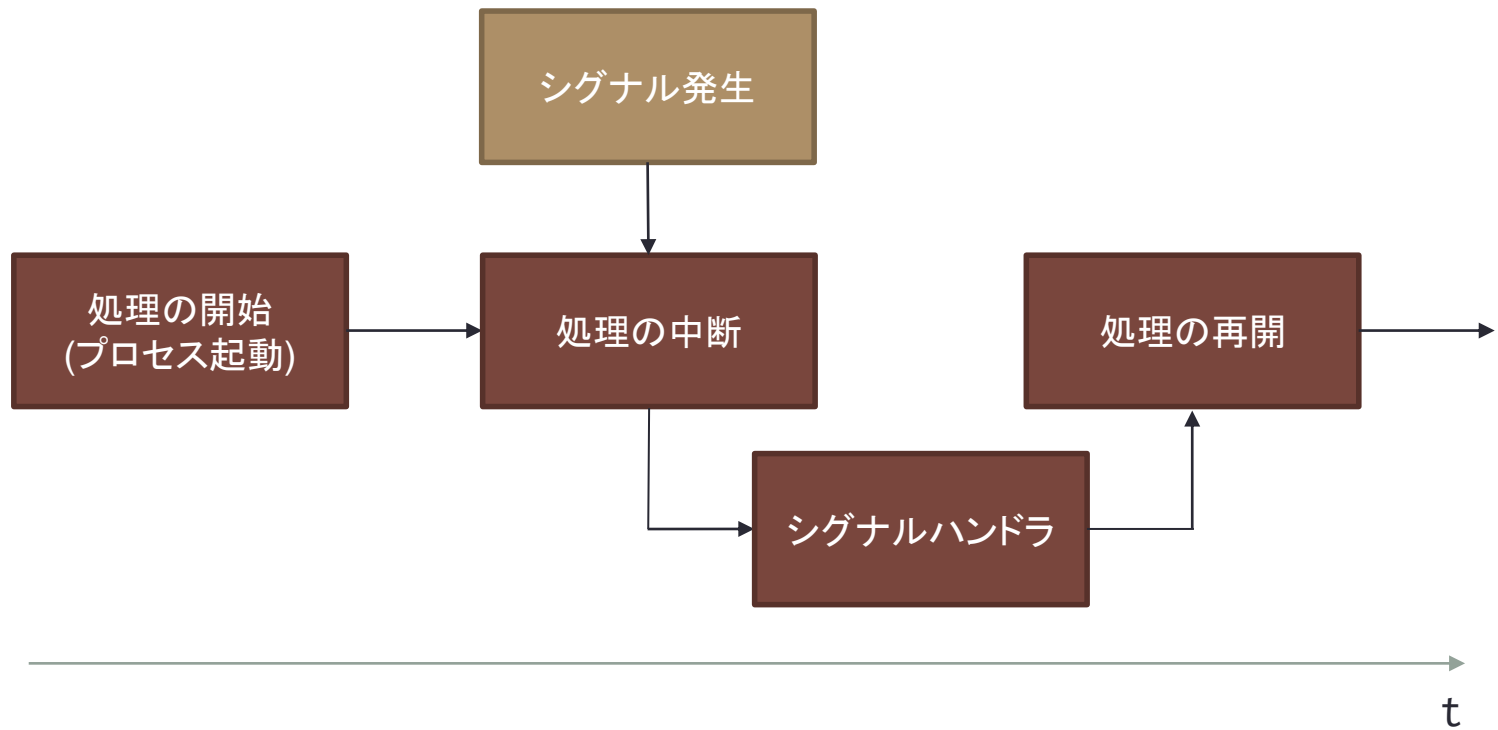 シグナル発生
処理の開始
(プロセス起動)
処理の中断
処理の再開
シグナルハンドラ
t